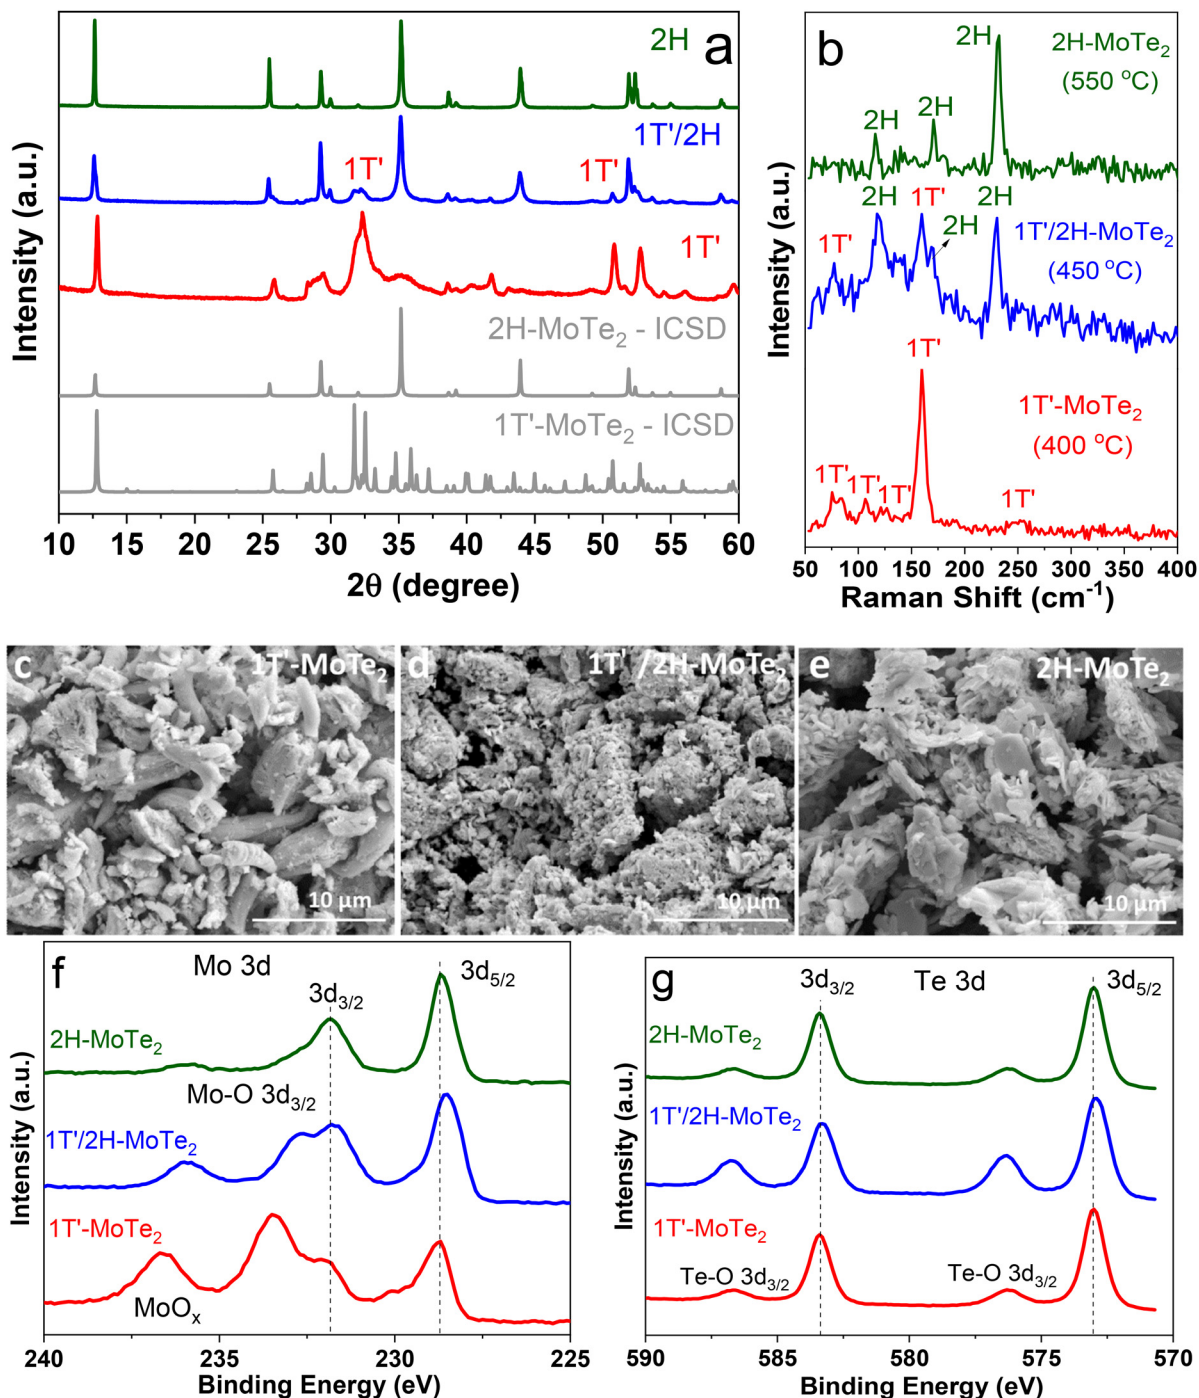 a
2H
1T'/2H
1T'
1T'
1T'
2H-MoTe2 - ICSD
1T'-MoTe2 - ICSD
Intensity (a.u.)
10 15 20 25 30 35 40 45 50 55 60
2θ (degree)
b
2H
2H-MoTe2
(550 °C)
2H
2H
2H
1T'
2H
2H
1T'
1T'/2H-MoTe2
(450 °C)
1T'
1T'-MoTe2
(400 °C)
1T'
1T'
1T'
1T'
Intensity (a.u.)
50 100 150 200 250 300 350 400
Raman Shift (cm-1)
c
1T'-MoTe2
10 µm
d
1T' /2H-MoTe2
10 µm
e
2H-MoTe2
10 µm
f
Mo 3d
3d5/2
3d3/2
2H-MoTe2
Mo-O 3d3/2
1T'/2H-MoTe2
1T'-MoTe2
MoOx
Intensity (a.u.)
240 235 230 225
Binding Energy (eV)
g
3d3/2
Te 3d
3d5/2
2H-MoTe2
1T'/2H-MoTe2
1T'-MoTe2
Te-O 3d3/2
Te-O 3d3/2
Intensity (a.u.)
590 585 580 575 570
Binding Energy (eV)